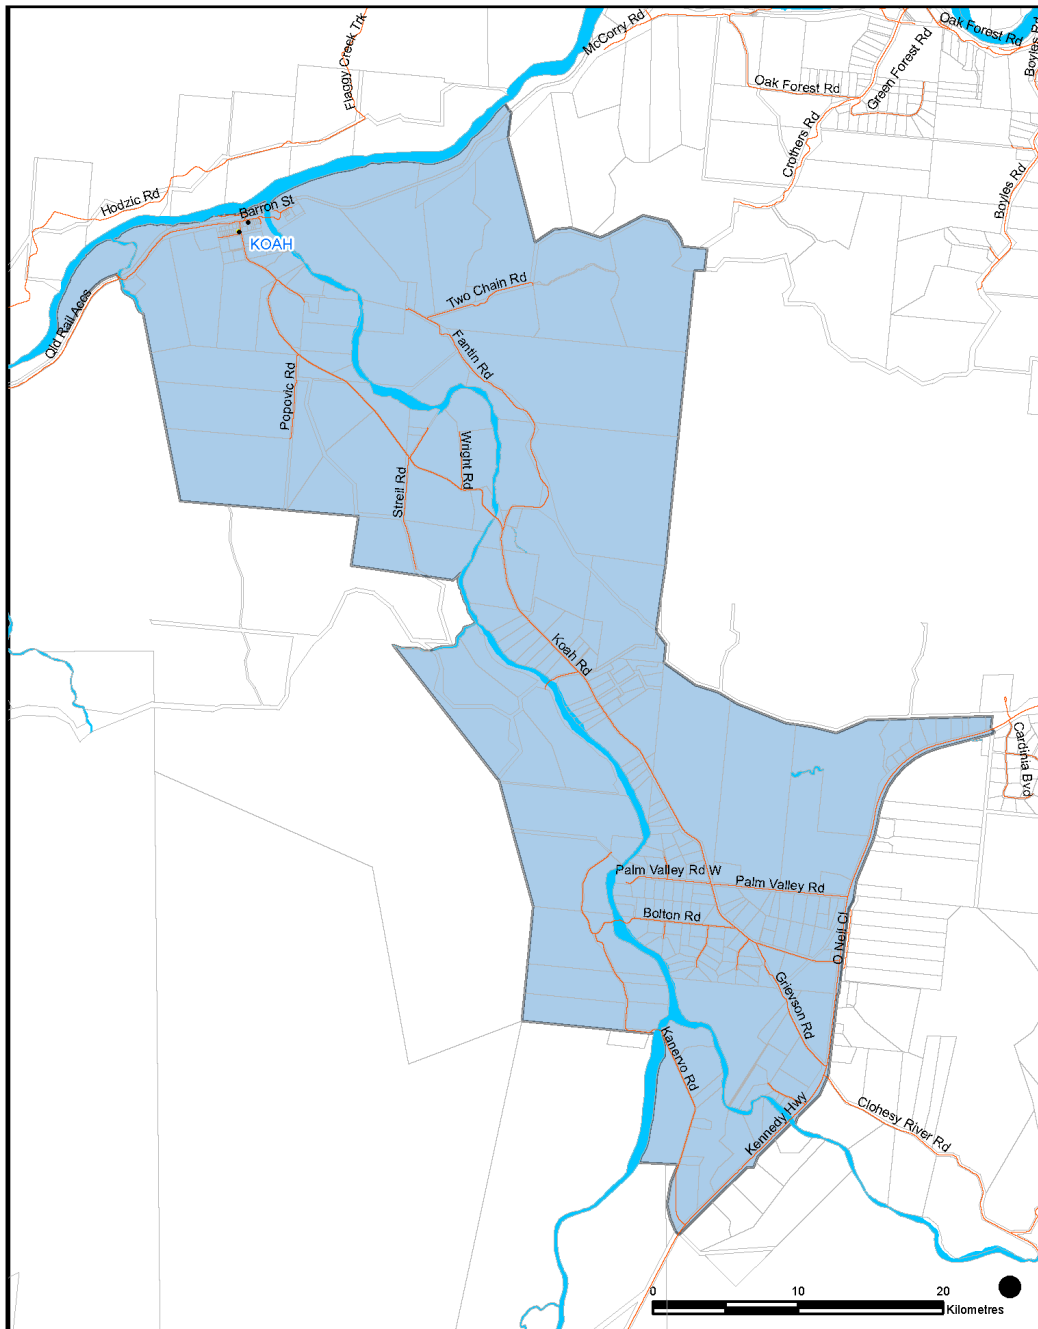 Flaggy Creek Trk
McCorry Rd
Oak Forest Rd
Green Forest Rd
Boyles Rd
Oak Forest Rd
Crothers Rd
Boyles Rd
Hodzic Rd
Barron St
KOAH
Qld Rail Accs
Two Chain Rd
Fantin Rd
Popovic Rd
Wright Rd
Streil Rd
Koah Rd
Cardinia Bvd
Palm Valley Rd W
Palm Valley Rd
Bolton Rd
O Neil Cl
Grievson Rd
Kanervo Rd
Kennedy Hwy
Clohesy River Rd
0 10 20
Kilometres